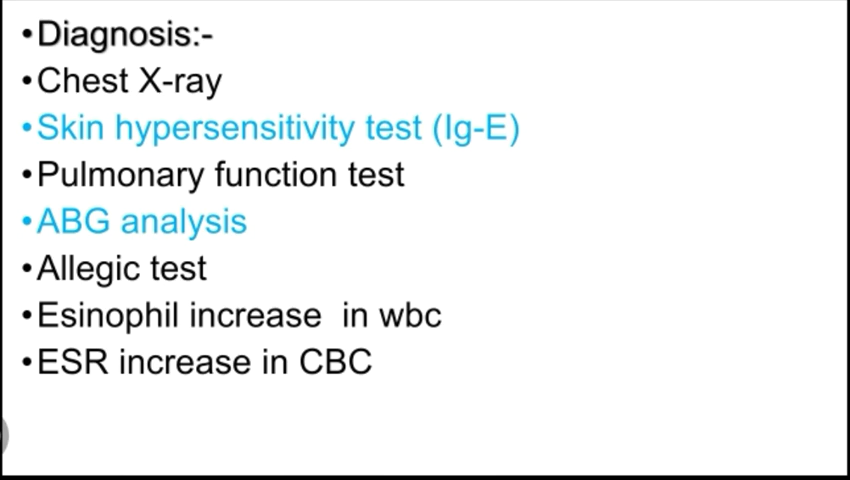 •Diagnosis:-
•Chest X-ray
•Skin hypersensitivity test (Ig-E)
•Pulmonary function test
•ABG analysis
•Allegic test
•Esinophil increase  in wbc
•ESR increase in CBC